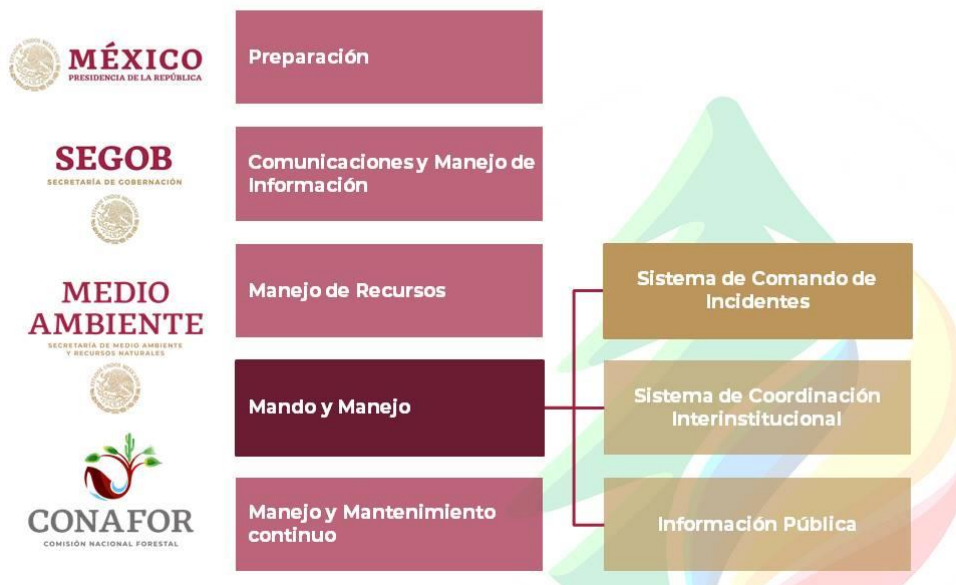 MÉXICO
PRESIDENCIA DE LA REPÚBLICA
SEGOB
SECRETARÍA DE GOBERNACIÓN
MEDIO
AMBIENTE
SECRETARÍA DE MEDIO AMBIENTE
Y RECURSOS NATURALES
CONAFOR
COMISIÓN NACIONAL FORESTAL
Preparación
Comunicaciones y Manejo de
Información
Manejo de Recursos
Mando y Manejo
Manejo y Mantenimiento
continuo
Sistema de Comando de
Incidentes
Sistema de Coordinación
Interinstitucional
Información Pública